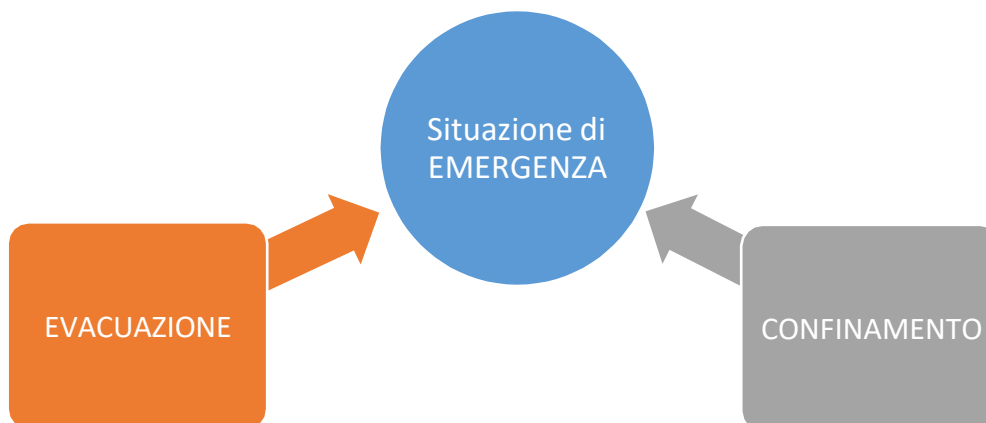 Situazione di
EMERGENZA
EVACUAZIONE
CONFINAMENTO